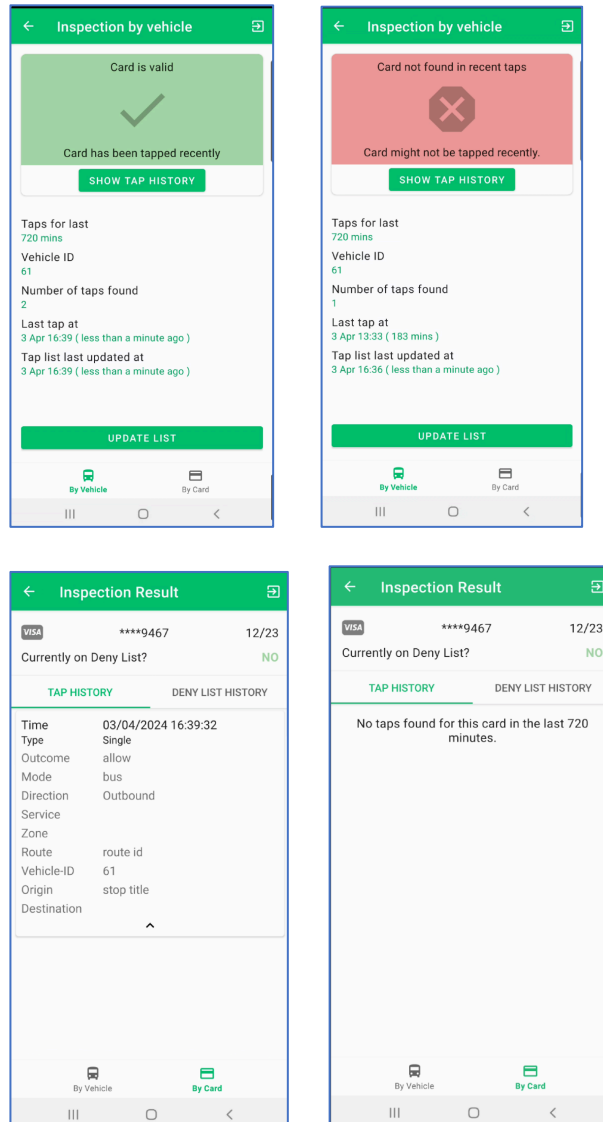 Inspection by vehicle
Card is valid
Card has been tapped recently
SHOW TAP HISTORY
Taps for last
720 mins
Vehicle ID
61
Number of taps found
2
Last tap at
3 Apr 16:39 ( less than a minute ago )
Tap list last updated at
3 Apr 16:39 ( less than a minute ago )
UPDATE LIST
By Vehicle By Card
Inspection by vehicle
Card not found in recent taps
Card might not be tapped recently.
SHOW TAP HISTORY
Taps for last
720 mins
Vehicle ID
61
Number of taps found
1
Last tap at
3 Apr 13:33 ( 183 mins )
Tap list last updated at
3 Apr 16:36 ( less than a minute ago )
UPDATE LIST
By Vehicle By Card
Inspection Result
VISA ****9467 12/23
Currently on Deny List? NO
TAP HISTORY DENY LIST HISTORY
Time 03/04/2024 16:39:32
Type Single
Outcome allow
Mode bus
Direction Outbound
Service
Zone
Route route id
Vehicle-ID 61
Origin stop title
Destination
By Vehicle By Card
Inspection Result
VISA ****9467 12/23
Currently on Deny List? NO
TAP HISTORY DENY LIST HISTORY
No taps found for this card in the last 720
minutes.
By Vehicle By Card